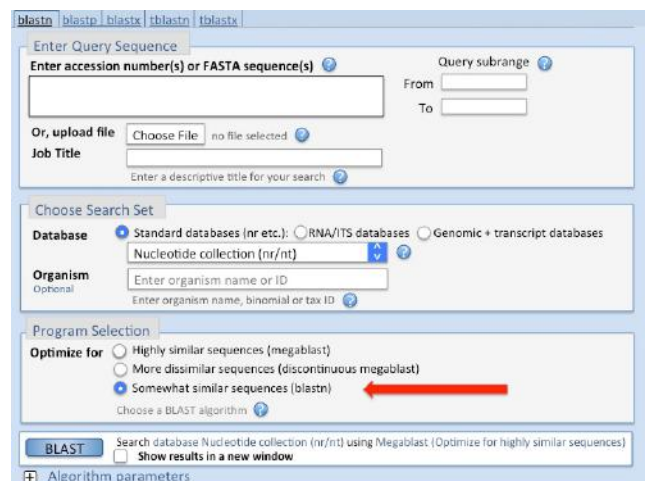 blastn blastp blastx tblastn tblastx
Enter Query Sequence
Enter accession number(s) or FASTA sequence(s)
Query subrange
From
To
Or, upload file Choose File no file selected
Job Title
Enter a descriptive title for your search
Choose Search Set
Database Standard databases (nr etc.): RNA/ITS databases Genomic + transcript databases
Nucleotide collection (nr/nt)
Organism Enter organism name or ID
Optional
Enter organism name, binomial or tax ID
Program Selection
Optimize for Highly similar sequences (megablast)
More dissimilar sequences (discontinuous megablast)
Somewhat similar sequences (blastn)
Choose a BLAST algorithm
BLAST Search database Nucleotide collection (nr/nt) using Megablast (Optimize for highly similar sequences)
Show results in a new window
Algorithm parameters